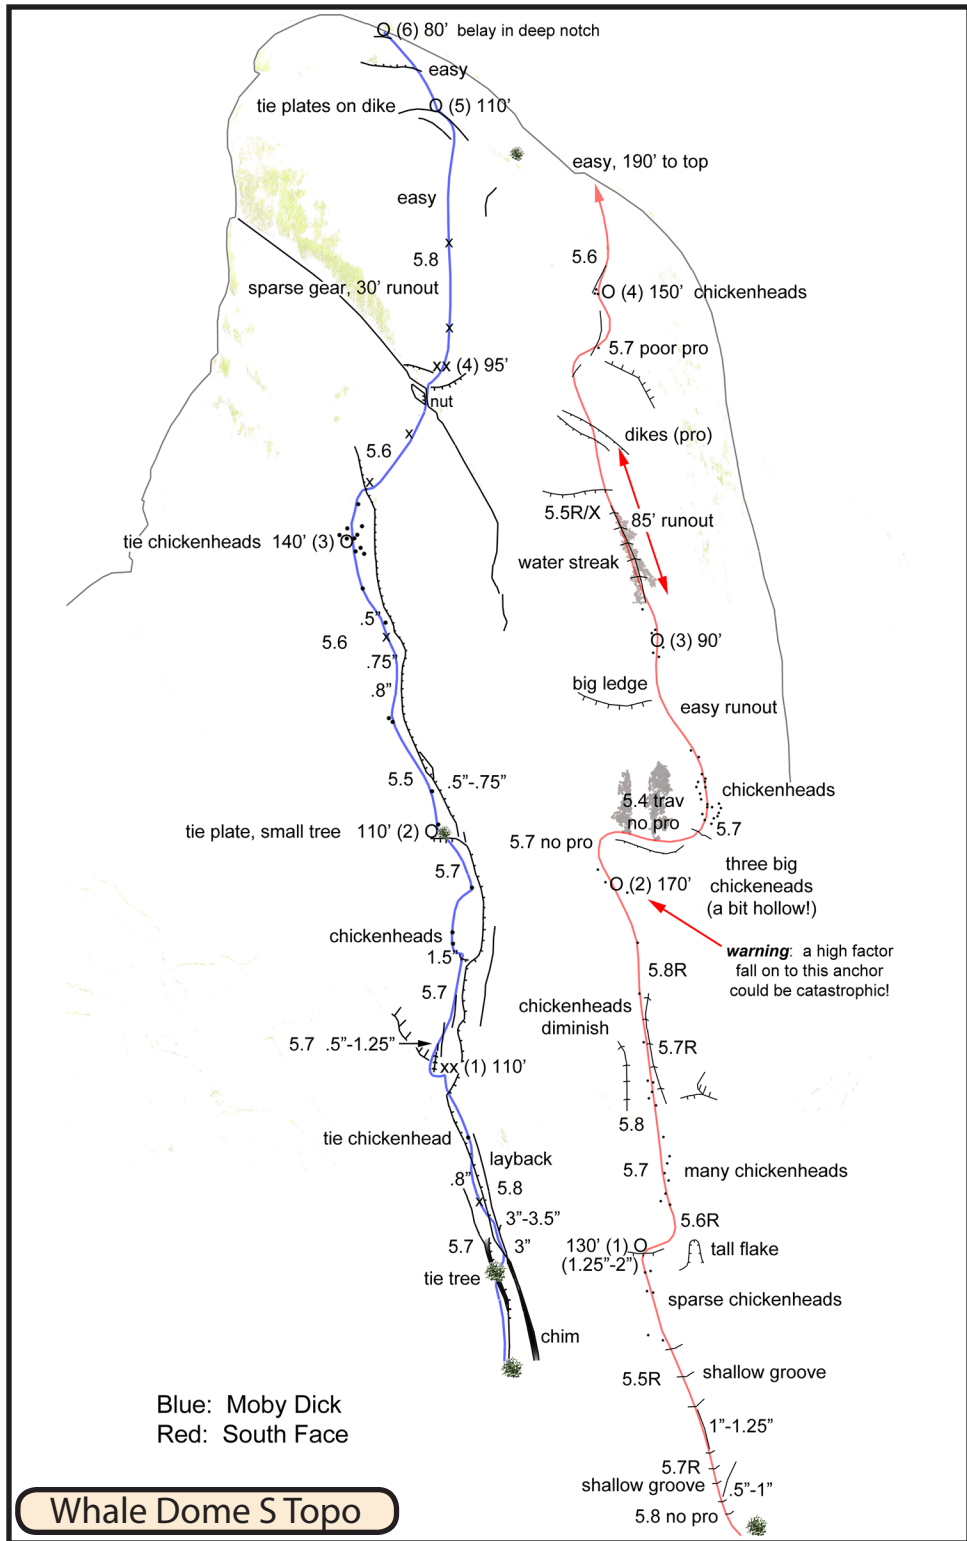 (6) 80’ belay in deep notch
easy
tie plates on dike
(5) 110’
easy, 190’ to top
easy
x
5.8
5.6
sparse gear, 30’ runout
(4) 150’ chickenheads
x
5.7 poor pro
xx (4) 95’
nut
x
dikes (pro)
5.6
x
5.5R/X
85’ runout
tie chickenheads 140’ (3)
water streak
.5”
x
5.6
(3) 90’
.75”
.8”
big ledge
easy runout
5.5
.5”-.75”
chickenheads
5.4 trav
no pro
5.7
tie plate, small tree 110’ (2)
5.7 no pro
5.7
three big
chickeneads
(a bit hollow!)
(2) 170’
chickenheads
1.5”
warning: a high factor
fall on to this anchor
could be catastrophic!
5.8R
5.7
chickenheads
diminish
5.7 .5”-1.25”
5.7R
xx (1) 110’
5.8
tie chickenhead
layback
.8”
5.8
5.7
many chickenheads
x
3”-3.5”
5.6R
5.7
3”
130’ (1)
(1.25”-2”)
tall flake
tie tree
sparse chickenheads
chim
5.5R
shallow groove
Blue: Moby Dick
Red: South Face
1”-1.25”
5.7R
shallow groove
.5”-1”
5.8 no pro
Whale Dome S Topo